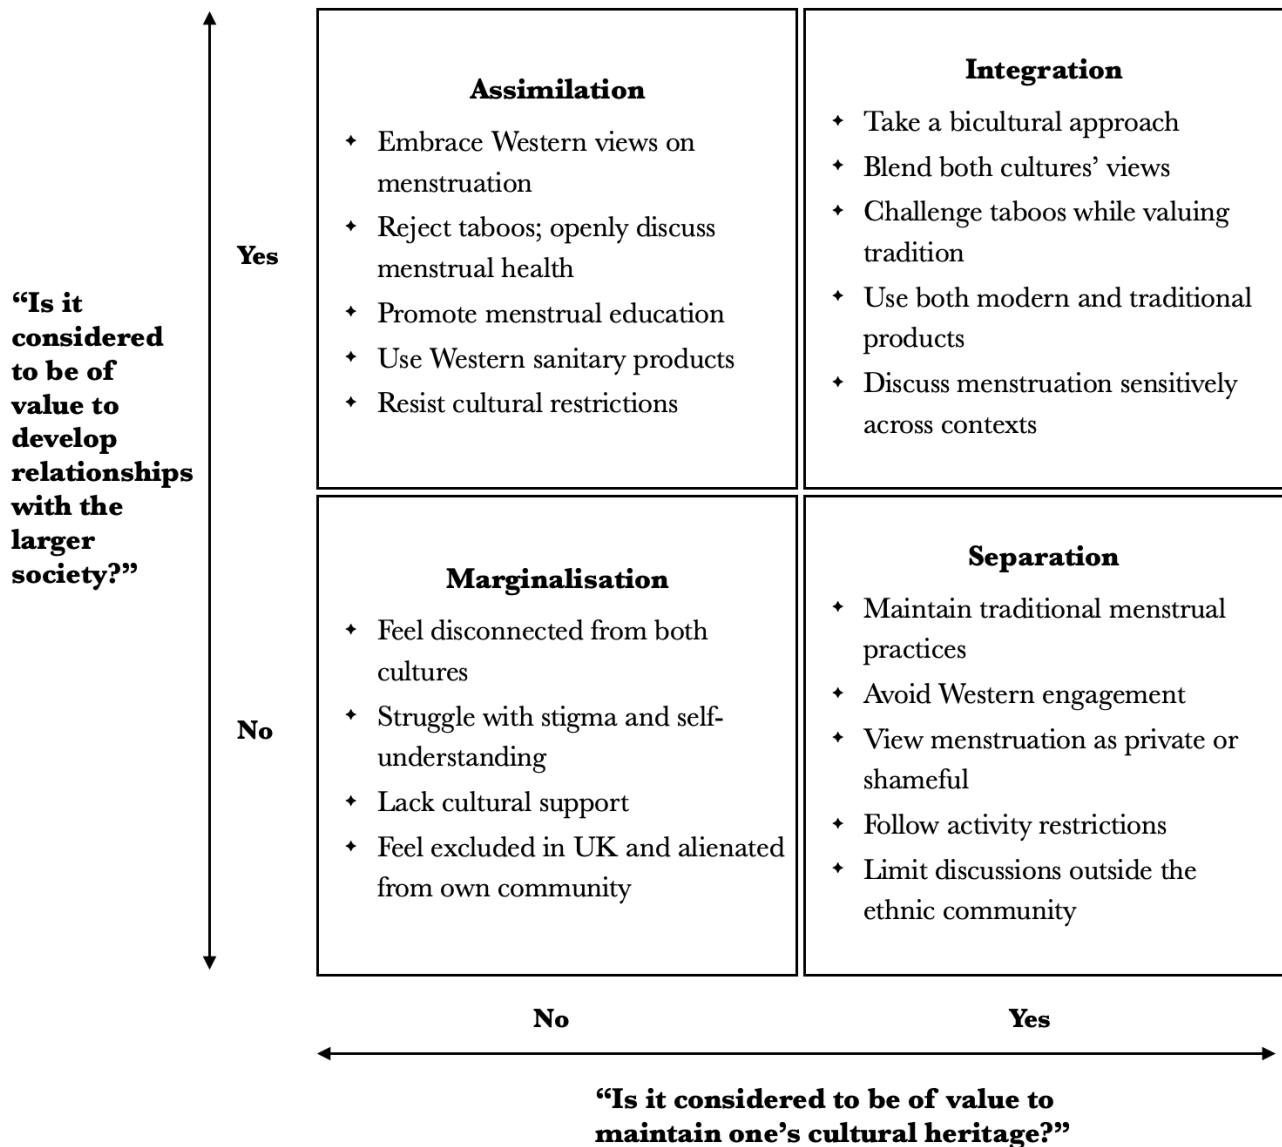 Assimilation
✦ Embrace Western views on
menstruation
✦ Reject taboos; openly discuss
menstrual health
✦ Promote menstrual education
✦ Use Western sanitary products
✦ Resist cultural restrictions
Integration
✦ Take a bicultural approach
✦ Blend both cultures’ views
✦ Challenge taboos while valuing
tradition
✦ Use both modern and traditional
products
✦ Discuss menstruation sensitively
across contexts
Yes
“Is it
considered
to be of
value to
develop
relationships
with the
larger
society?”
No
Marginalisation
✦ Feel disconnected from both
cultures
✦ Struggle with stigma and self-
understanding
✦ Lack cultural support
✦ Feel excluded in UK and alienated
from own community
Separation
✦ Maintain traditional menstrual
practices
✦ Avoid Western engagement
✦ View menstruation as private or
shameful
✦ Follow activity restrictions
✦ Limit discussions outside the
ethnic community
No
Yes
“Is it considered to be of value to
maintain one’s cultural heritage?”